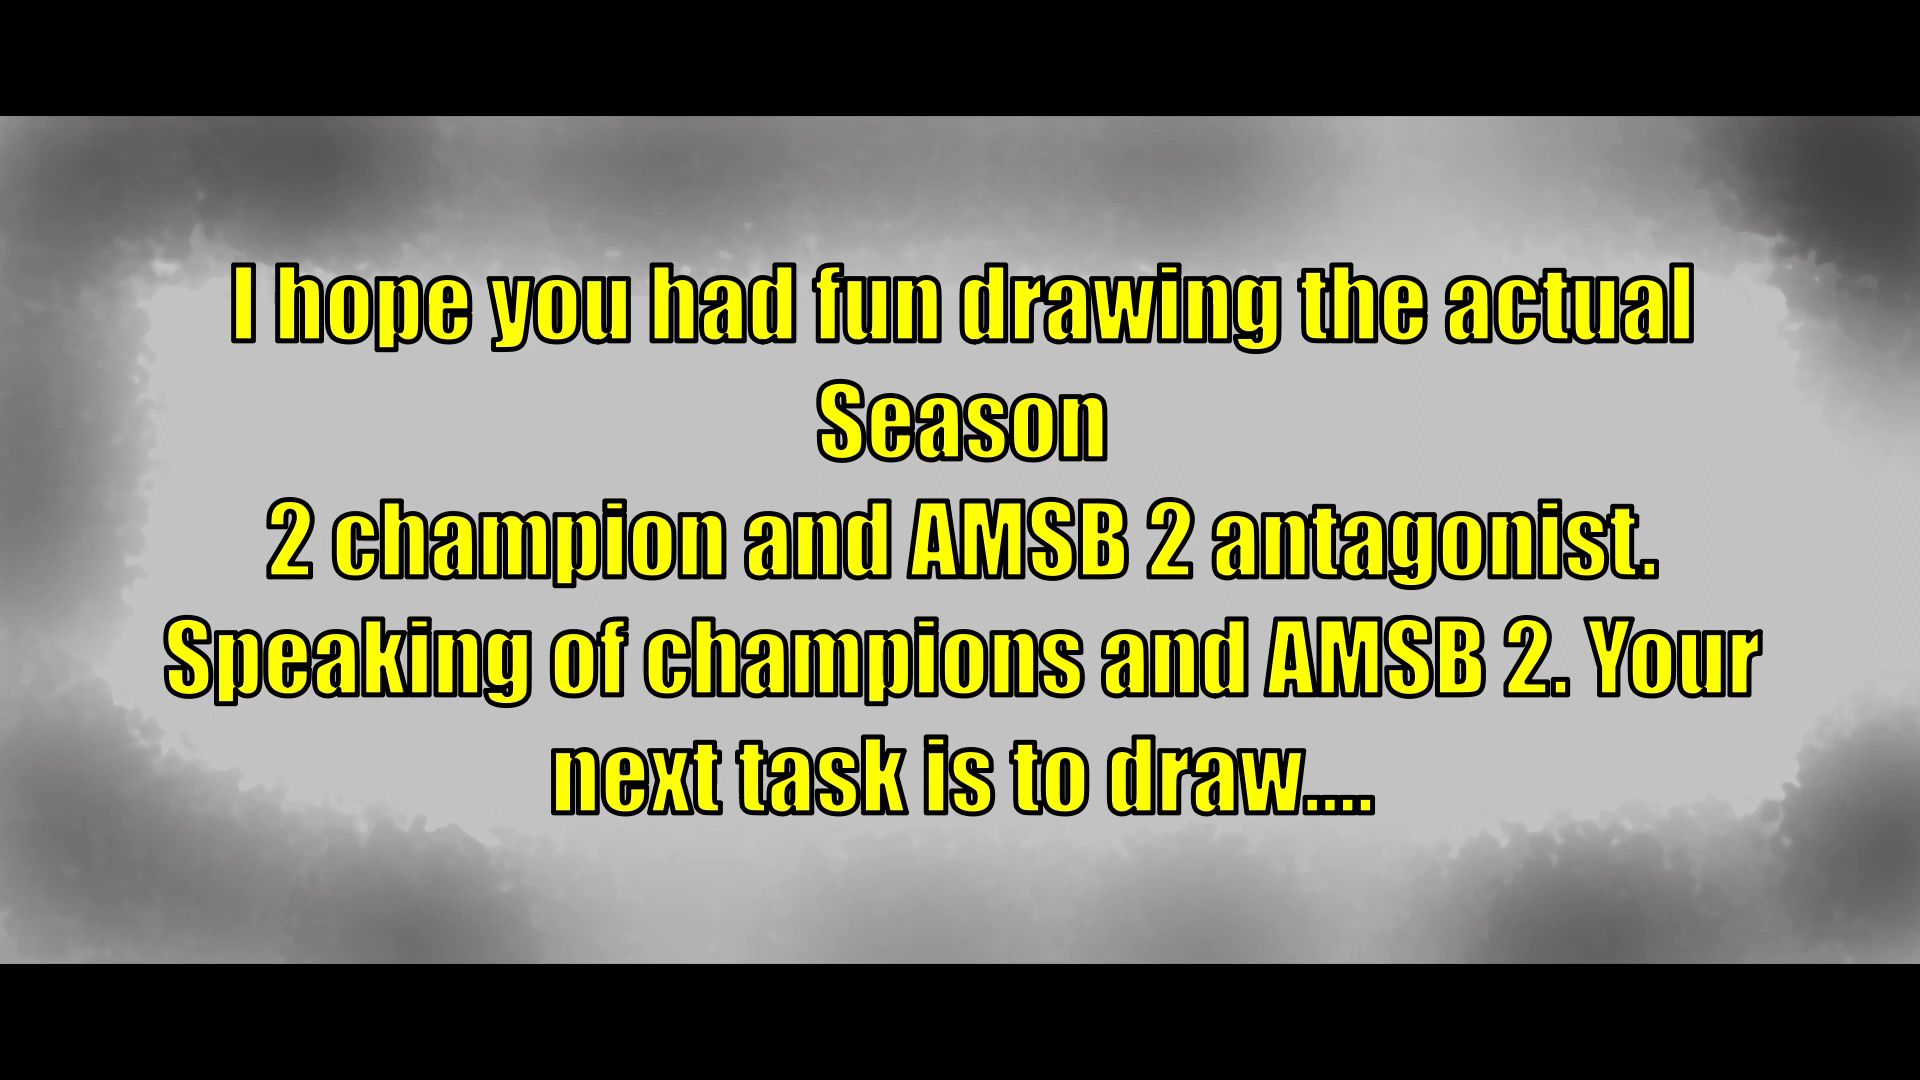 I hope you had fun drawing the actual
Season
2 champion and AMSB 2 antagonist.
Speaking of champions and AMSB 2. Your
next task is to draw....